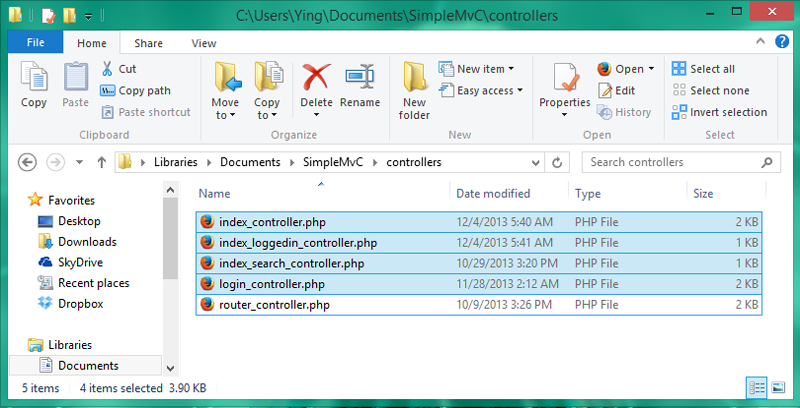 C:\Users\Ying\Documents\SimpleMvC\controllers
File Home Share View
Copy Paste Cut Copy path Paste shortcut Move to Copy to Delete Rename New folder New item Easy access Properties Open Edit History Select all Select none Invert selection
Clipboard Organize New Open Select
Libraries Documents SimpleMvC controllers Search controllers
Name Date modified Type Size
Favorites
Desktop
Downloads
SkyDrive
Recent places
Dropbox
Libraries
Documents
index_controller.php 12/4/2013 5:40 AM PHP File 2 KB
index_loggedin_controller.php 12/4/2013 5:41 AM PHP File 1 KB
index_search_controller.php 10/29/2013 3:20 PM PHP File 1 KB
login_controller.php 11/28/2013 2:12 AM PHP File 2 KB
router_controller.php 10/9/2013 3:26 PM PHP File 2 KB
5 items 4 items selected 3.90 KB